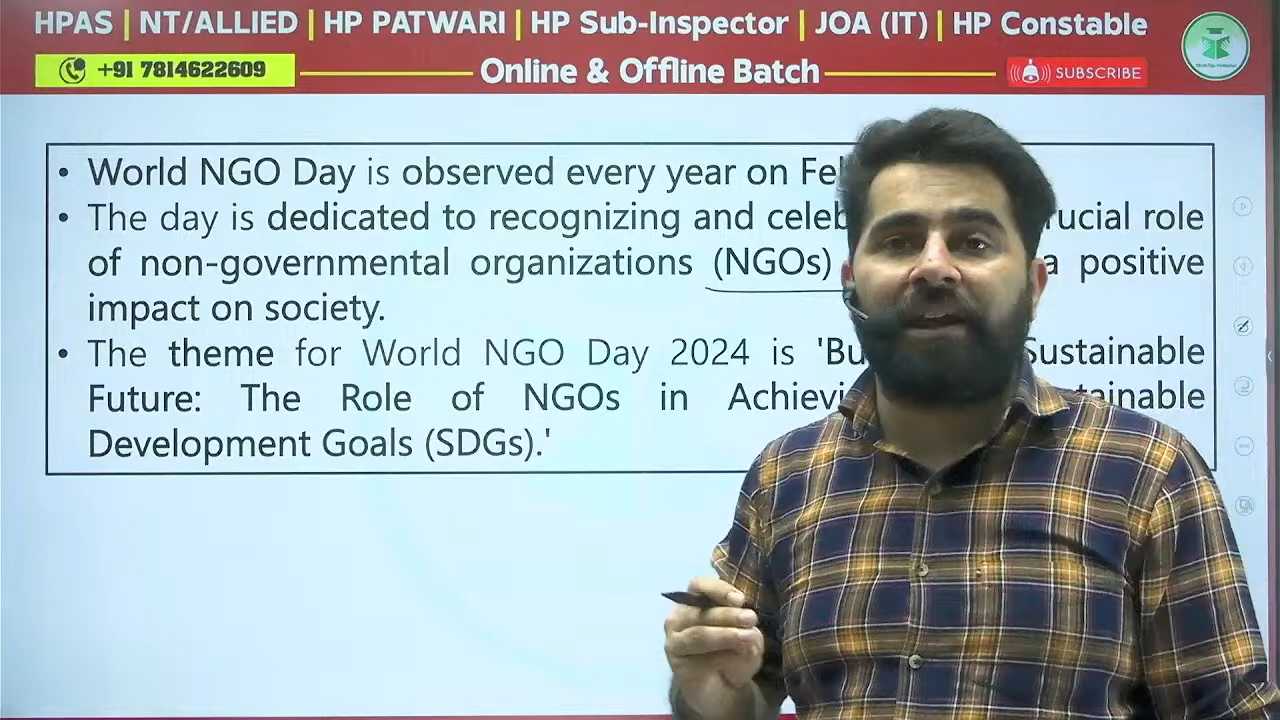 HPAS | NT/ALLIED | HP PATWARI | HP Sub-Inspector | JOA (IT) | HP Constable
+91 7814622609
Online & Offline Batch
SUBSCRIBE
• World NGO Day is observed every year on
• The day is dedicated to recognizing and role
of non-governmental organizations (NGOs) a positive
impact on society.
• The theme for World NGO Day 2024 is Sustainable
Future: The Role of NGOs in
Development Goals (SDGs).'